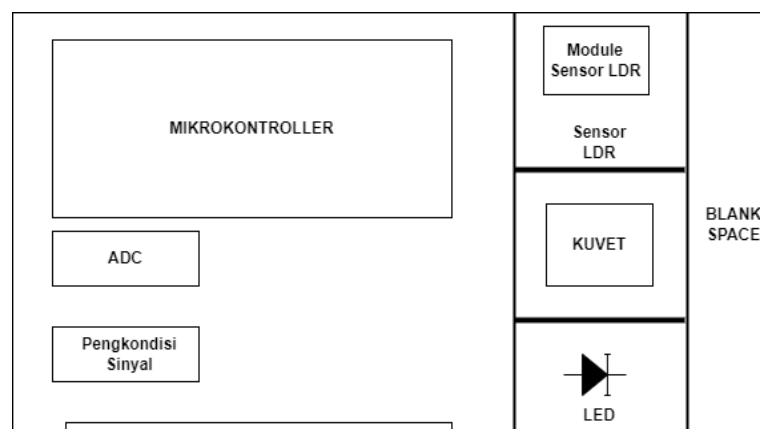 MIKROKONTROLLER
ADC
Pengkondisi
Sinyal
Module
Sensor LDR
Sensor
LDR
KUVET
LED
BLANK
SPACE